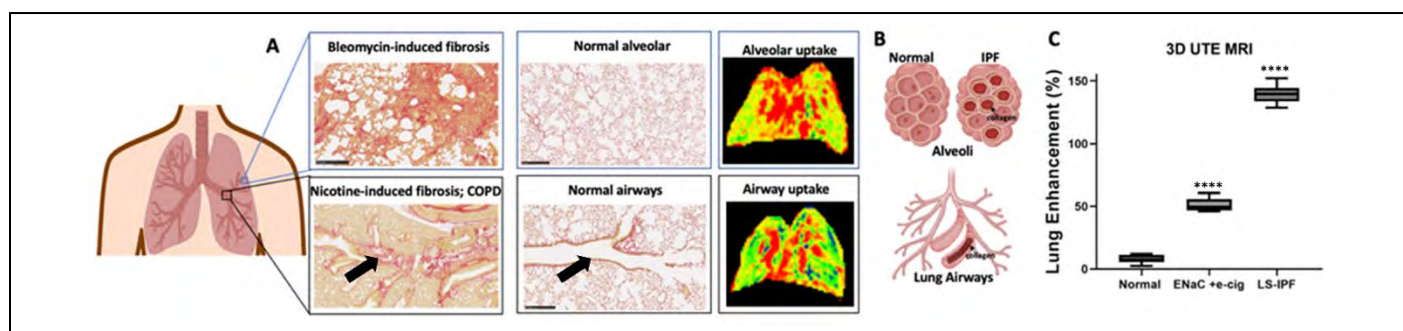 A
Bleomycin-induced fibrosis
Normal alveolar
Alveolar uptake
Nicotine-induced fibrosis; COPD
Normal airways
Airway uptake
B
Normal
IPF
collagen
Alveoli
collagen
Lung Airways
C
3D UTE MRI
Lung Enhancement (%)
150
100
50
0
****
****
Normal
ENaC +e-cig
LS-IPF